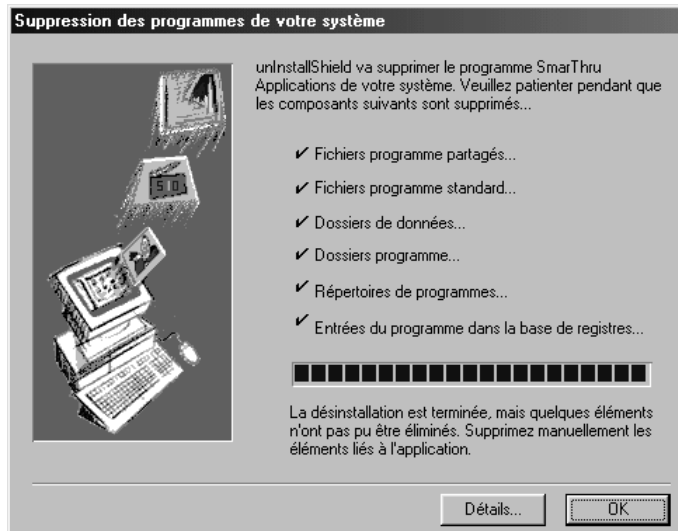 Suppression des programmes de votre système
unInstallShield va supprimer le programme SmarThru
Applications de votre système. Veuillez patienter pendant que
les composants suivants sont supprimés...
✔ Fichiers programme partagés...
✔ Fichiers programme standard...
✔ Dossiers de données...
✔ Dossiers programme...
✔ Répertoires de programmes...
✔ Entrées du programme dans la base de registres...
La désinstallation est terminée, mais quelques éléments
n'ont pas pu être éliminés. Supprimez manuellement les
éléments liés à l'application.
Détails...
OK